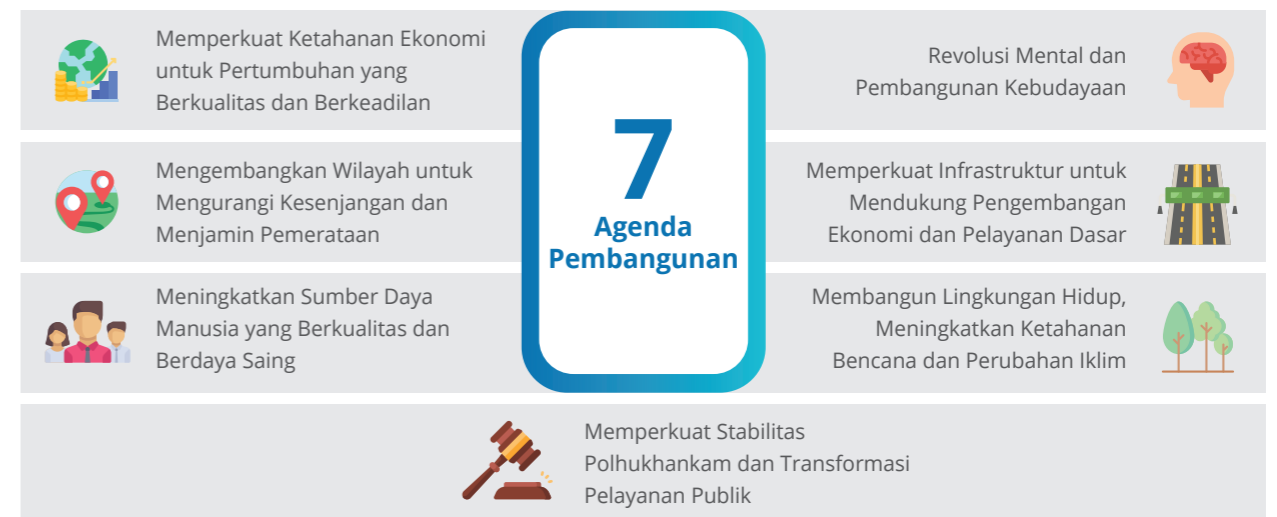 Memperkuat Ketahanan Ekonomi
untuk Pertumbuhan yang
Berkualitas dan Berkeadilan
Mengembangkan Wilayah untuk
Mengurangi Kesenjangan dan
Menjamin Pemerataan
Meningkatkan Sumber Daya
Manusia yang Berkualitas dan
Berdaya Saing
7
Agenda
Pembangunan
Revolusi Mental dan
Pembangunan Kebudayaan
Memperkuat Infrastruktur untuk
Mendukung Pengembangan
Ekonomi dan Pelayanan Dasar
Membangun Lingkungan Hidup,
Meningkatkan Ketahanan
Bencana dan Perubahan Iklim
Memperkuat Stabilitas
Polhukhankam dan Transformasi
Pelayanan Publik